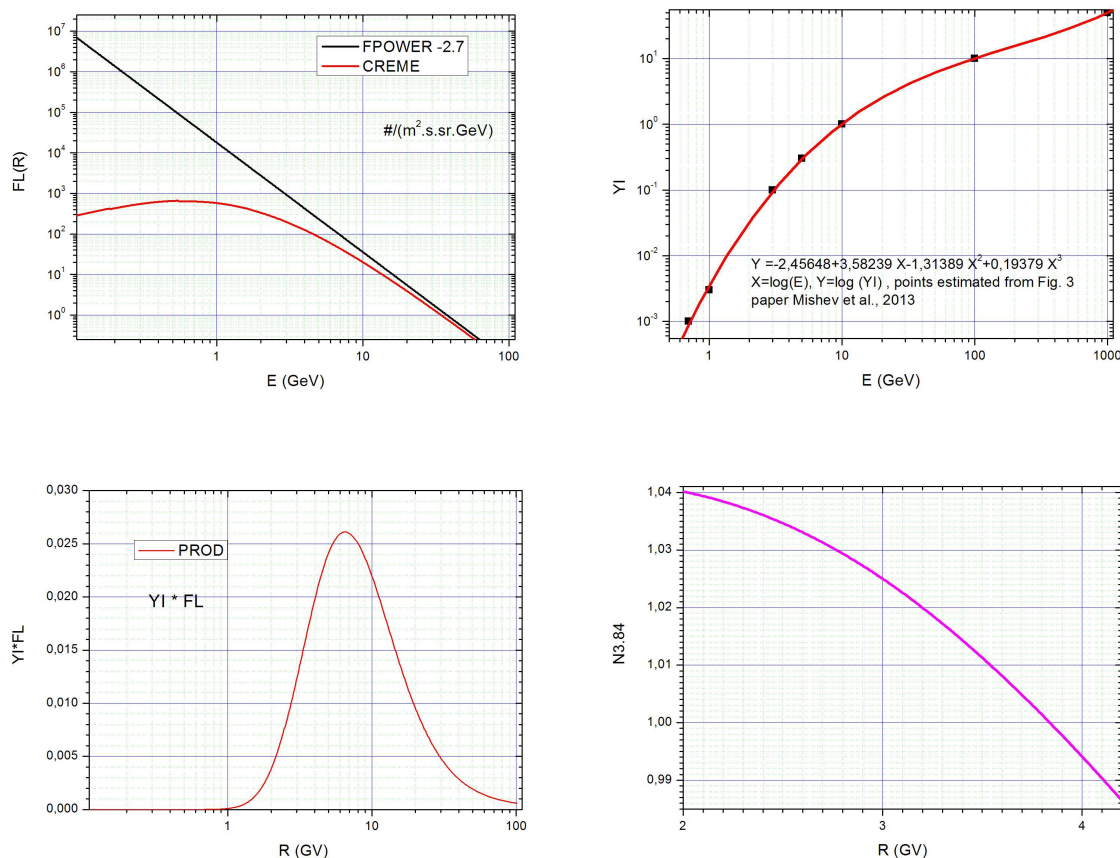 10^7
10^6
10^5
10^4
10^3
10^2
10^1
10^0
FL(R)
FPOWER -2.7
CREME
#/(m^2.s.sr.GeV)
1
10
100
E (GeV)
10^1
10^0
10^-1
10^-2
10^-3
YI
Y =-2,45648+3,58239 X-1,31389 X^2+0,19379 X^3
X=log(E), Y=log (YI) , points estimated from Fig. 3
paper Mishev et al., 2013
1
10
100
1000
E (GeV)
0,030
0,025
0,020
0,015
0,010
0,005
0,000
YI*FL
PROD
YI * FL
1
10
100
R (GV)
1,04
1,03
1,02
1,01
1,00
0,99
N3.84
2
3
4
R (GV)